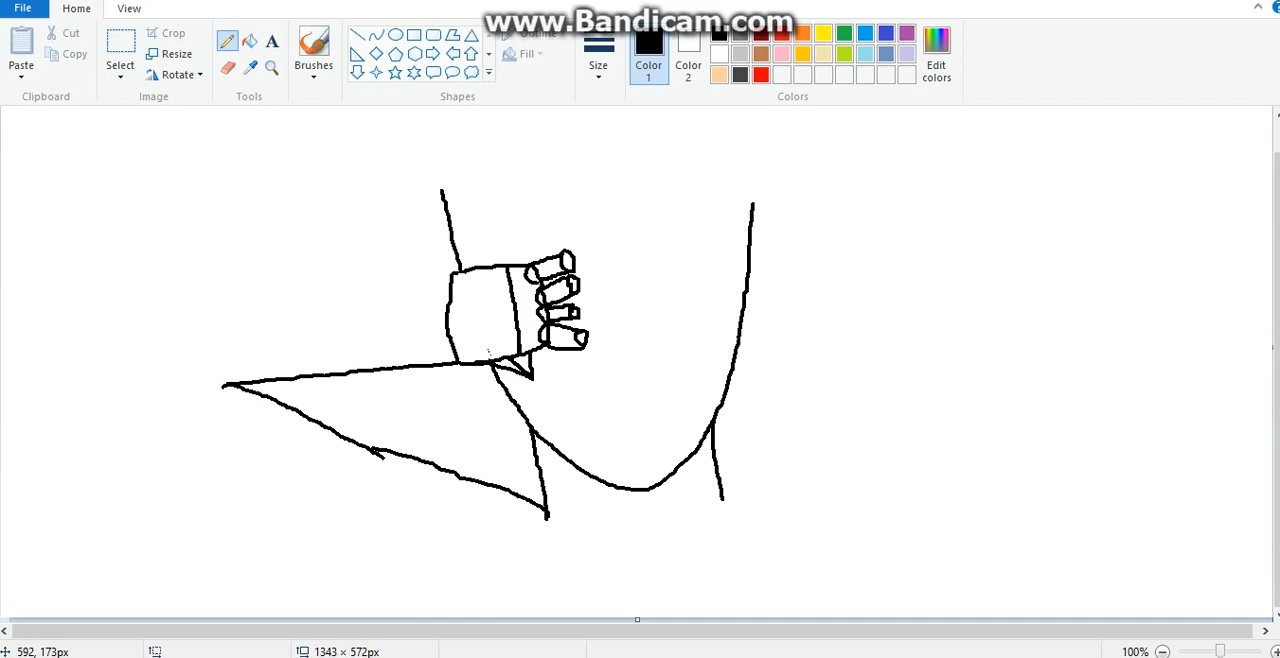 www.Bandicam.com
File Home View
Cut Crop Outline
Copy Resize Fill
Paste Select Rotate Brushes Size Color 1 Color 2 Edit colors
Clipboard Image Tools Shapes Colors
592, 173px 1343 × 572px 100%